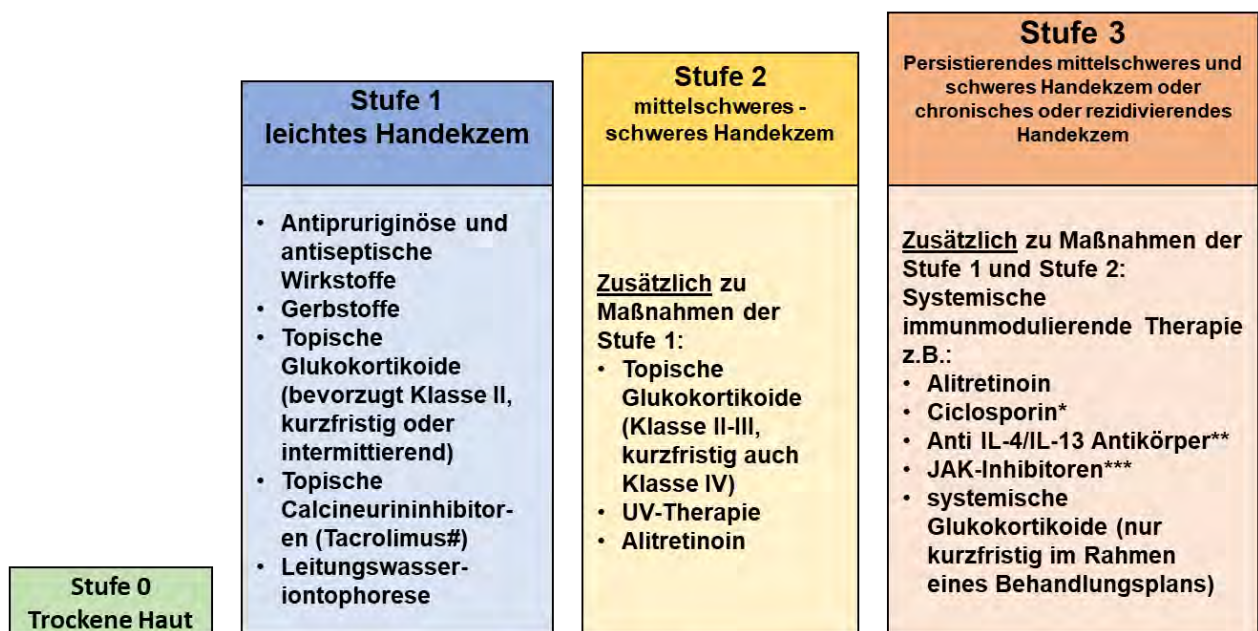 Stufe 0
Trockene Haut
Stufe 1
leichtes Handekzem
• Antipruriginöse und
antiseptische
Wirkstoffe
• Gerbstoffe
• Topische
Glukokortikoide
(bevorzugt Klasse II,
kurzfristig oder
intermittierend)
• Topische
Calcineurininhibitor-
en (Tacrolimus#)
• Leitungswasser-
iontophorese
Stufe 2
mittelschweres -
schweres Handekzem
Zusätzlich zu
Maßnahmen der
Stufe 1:
• Topische
Glukokortikoide
(Klasse II-III,
kurzfristig auch
Klasse IV)
• UV-Therapie
• Alitretinoin
Stufe 3
Persistierendes mittelschweres und
schweres Handekzem oder
chronisches oder rezidivierendes
Handekzem
Zusätzlich zu Maßnahmen der
Stufe 1 und Stufe 2:
Systemische
immunmodulierende Therapie
z.B.:
• Alitretinoin
• Ciclosporin*
• Anti IL-4/IL-13 Antikörper**
• JAK-Inhibitoren***
• systemische
Glukokortikoide (nur
kurzfristig im Rahmen
eines Behandlungsplans)